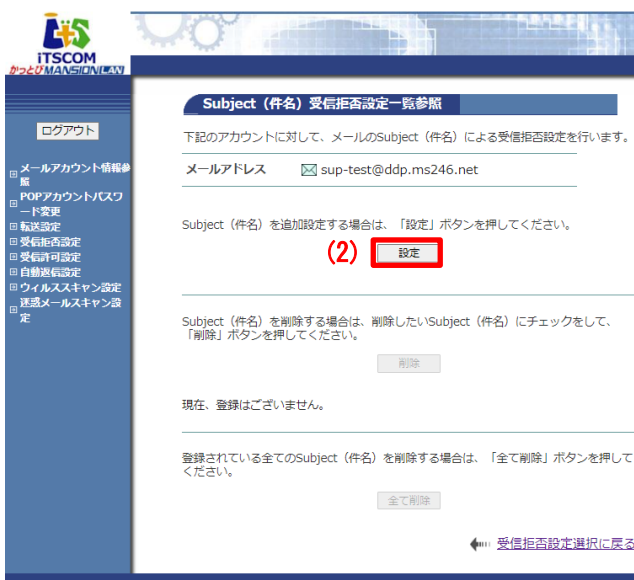 iTSCOM
かっとびMANSIONLAN
Subject（件名）受信拒否設定一覧参照
ログアウト
下記のアカウントに対して、メールのSubject（件名）による受信拒否設定を行います。
メールアドレス sup-test@ddp.ms246.net
メールアカウント情報参
照
POPアカウントパスワ
ード変更
転送設定
受信拒否設定
受信許可設定
自動返信設定
ウィルススキャン設定
迷惑メールスキャン設
定
Subject（件名）を追加設定する場合は、「設定」ボタンを押してください。
(2) 設定
Subject（件名）を削除する場合は、削除したいSubject（件名）にチェックをして、
「削除」ボタンを押してください。
削除
現在、登録はございません。
登録されている全てのSubject（件名）を削除する場合は、「全て削除」ボタンを押して
ください。
全て削除
受信拒否設定選択に戻る